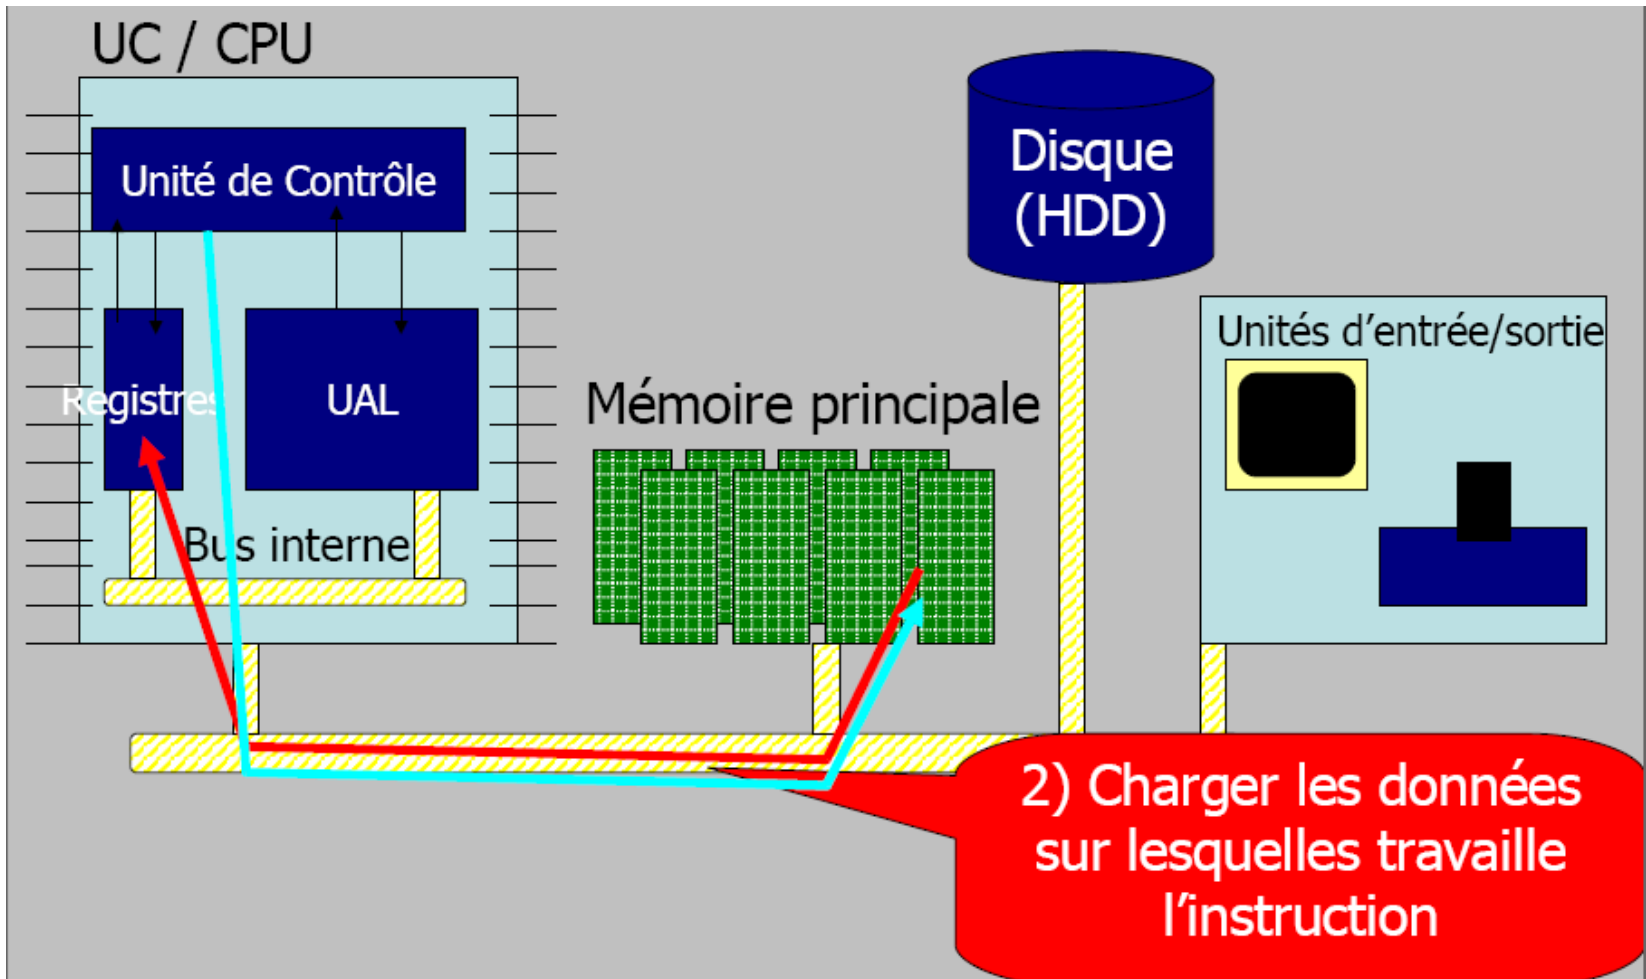 UC / CPU
Unité de Contrôle
Registres
UAL
Bus interne
Mémoire principale
Disque
(HDD)
Unités d’entrée/sortie
2) Charger les données
sur lesquelles travaille
l’instruction